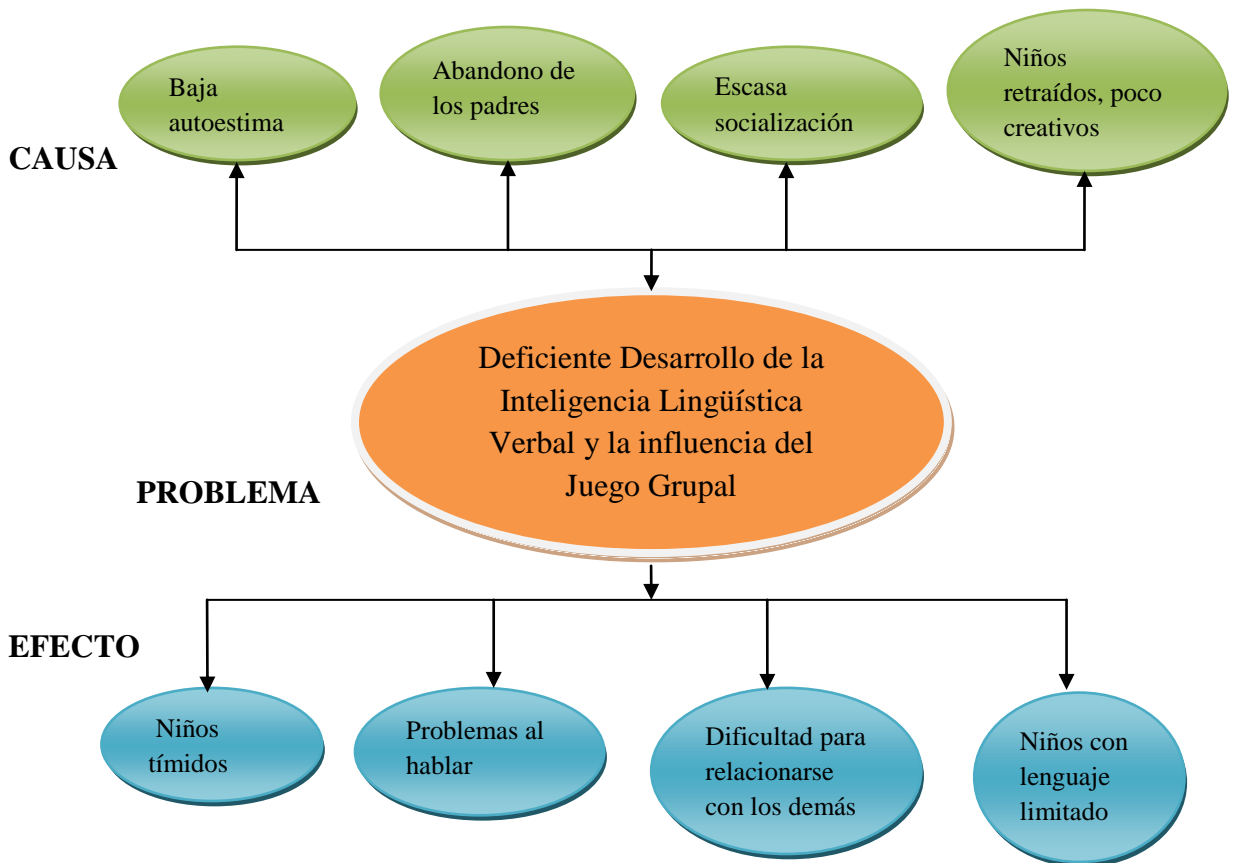 Baja
autoestima
Abandono de
los padres
Escasa
socialización
Niños
retraídos, poco
creativos
CAUSA
Deficiente Desarrollo de la
Inteligencia Lingüística
Verbal y la influencia del
Juego Grupal
PROBLEMA
EFECTO
Niños
tímidos
Problemas al
hablar
Dificultad para
relacionarse
con los demás
Niños con
lenguaje
limitado